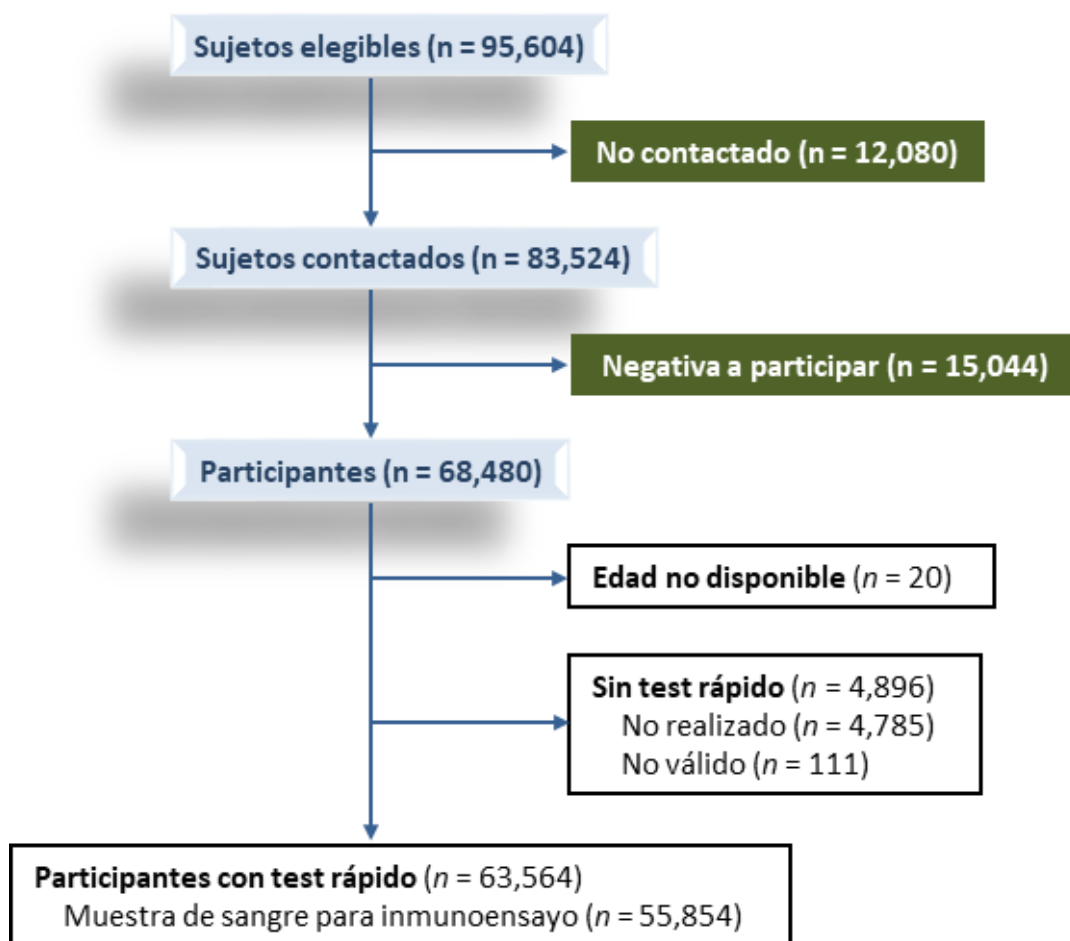 Sujetos elegibles (n = 95,604)
No contactado (n = 12,080)
Sujetos contactados (n = 83,524)
Negativa a participar (n = 15,044)
Participantes (n = 68,480)
Edad no disponible (n = 20)
Sin test rápido (n = 4,896)
No realizado (n = 4,785)
No válido (n = 111)
Participantes con test rápido (n = 63,564)
Muestra de sangre para inmunoensayo (n = 55,854)